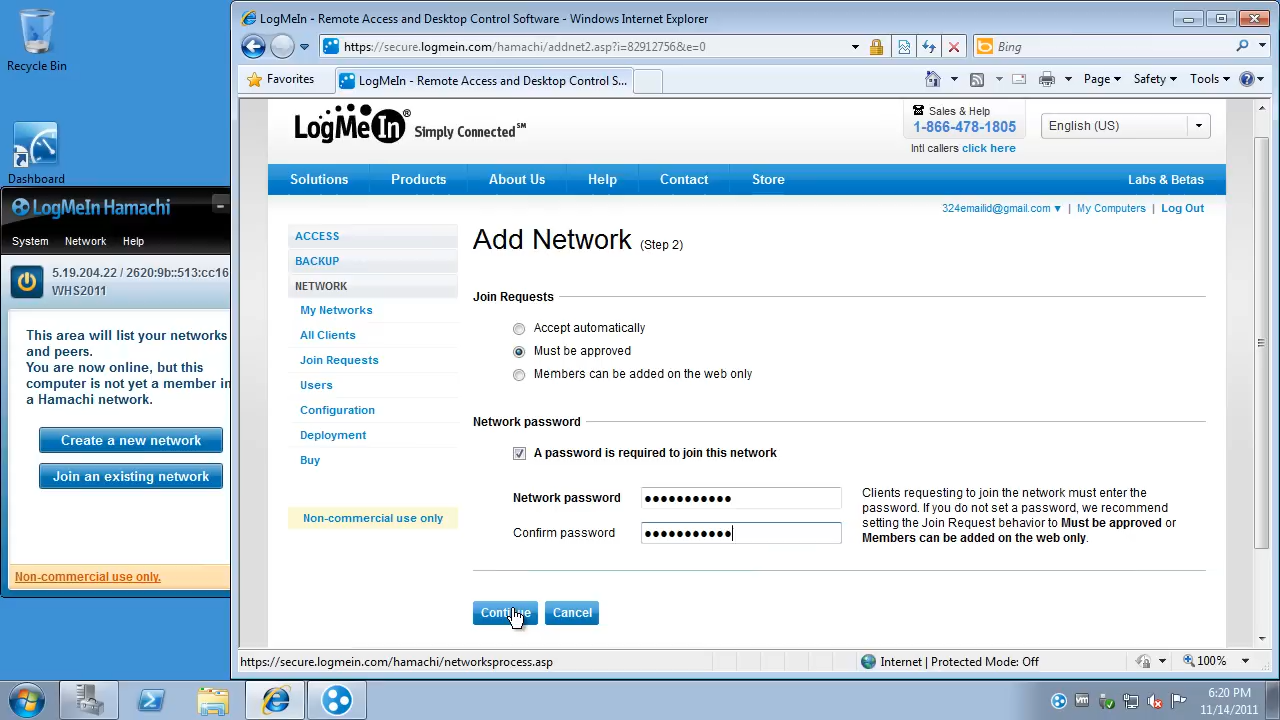 Recycle Bin
Dashboard
LogMeIn Hamachi
System Network Help
5.19.204.22 / 2620:9b::513:cc16
WHS2011
This area will list your networks
and peers.
You are now online, but this
computer is not yet a member in
a Hamachi network.
Create a new network
Join an existing network
Non-commercial use only.
LogMeIn - Remote Access and Desktop Control Software - Windows Internet Explorer
https://secure.logmein.com/hamachi/addnet2.asp?i=82912756&e=0
Bing
Favorites
LogMeIn - Remote Access and Desktop Control S...
Page Safety Tools
LogMeIn® Simply Connected℠
Sales & Help
1-866-478-1805
Intl callers click here
English (US)
Solutions Products About Us Help Contact Store Labs & Betas
324emailid@gmail.com ▾ | My Computers | Log Out
ACCESS
BACKUP
NETWORK
My Networks
All Clients
Join Requests
Users
Configuration
Deployment
Buy
Non-commercial use only
Add Network (Step 2)
Join Requests
Accept automatically
Must be approved
Members can be added on the web only
Network password
A password is required to join this network
Network password ●●●●●●●●●●●
Confirm password ●●●●●●●●●●●
Clients requesting to join the network must enter the
password. If you do not set a password, we recommend
setting the Join Request behavior to Must be approved or
Members can be added on the web only.
Continue Cancel
https://secure.logmein.com/hamachi/networksprocess.asp
Internet | Protected Mode: Off
100%
6:20 PM
11/14/2011